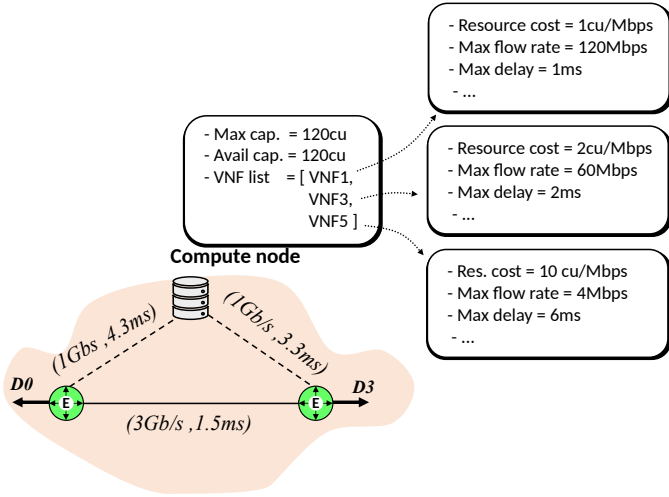 - Resource cost = 1cu/Mbps
- Max flow rate = 120Mbps
- Max delay = 1ms
- ...
- Max cap. = 120cu
- Avail cap. = 120cu
- VNF list = [ VNF1,
VNF3,
VNF5 ]
- Resource cost = 2cu/Mbps
- Max flow rate = 60Mbps
- Max delay = 2ms
- ...
- Res. cost = 10 cu/Mbps
- Max flow rate = 4Mbps
- Max delay = 6ms
- ...
Compute node
(1Gbs ,4.3ms)
(1Gb/s ,3.3ms)
D0
E
E
D3
(3Gb/s ,1.5ms)